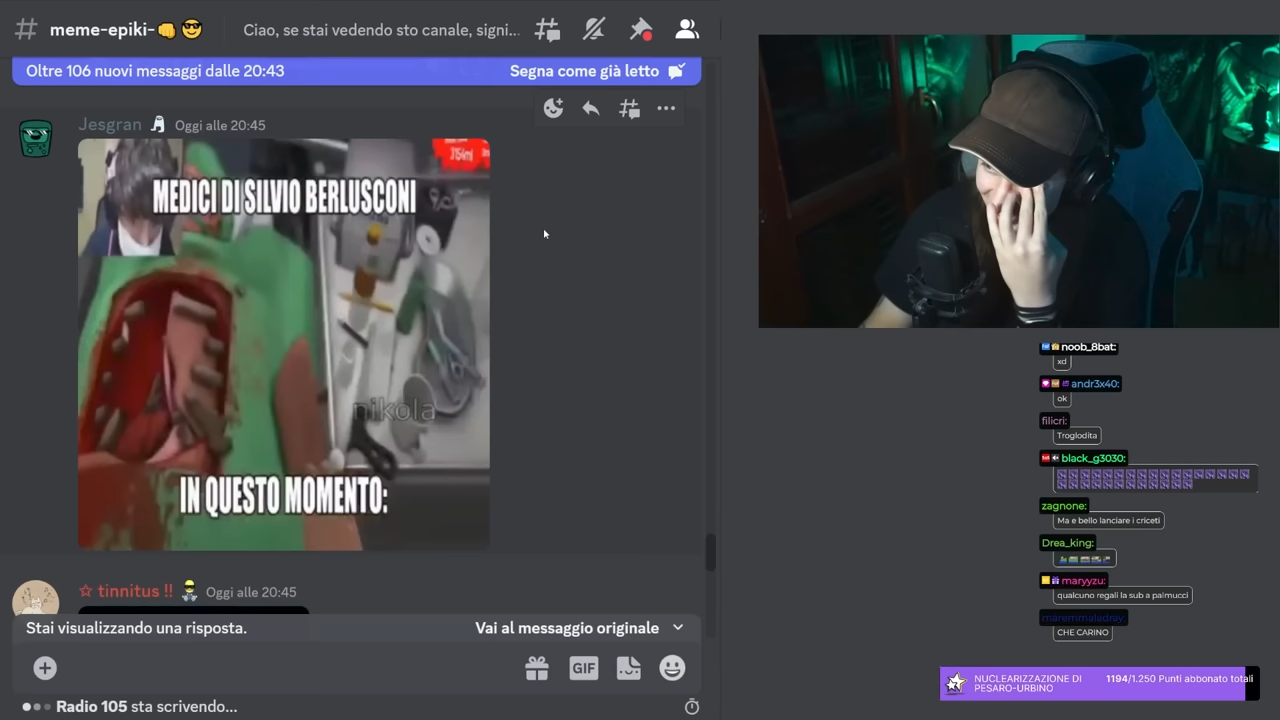 meme-epiki-👊😎
Ciao, se stai vedendo sto canale, signi...
Oltre 106 nuovi messaggi dalle 20:43
Segna come già letto
Jesgran Oggi alle 20:45
MEDICI DI SILVIO BERLUSCONI
nikola
IN QUESTO MOMENTO:
☆ tinnitus !! Oggi alle 20:45
Stai visualizzando una risposta.
Vai al messaggio originale
GIF
Radio 105 sta scrivendo...
noob_8bat:
xd
andr3x40:
ok
filicri:
Troglodita
black_g3030:
zagnone:
Ma e bello lanciare i criceti
Drea_king:
maryyzu:
qualcuno regali la sub a palmucci
CHE CARINO
NUCLEARIZZAZIONE DI
PESARO-URBINO
1194/1.250 Punti abbonato totali